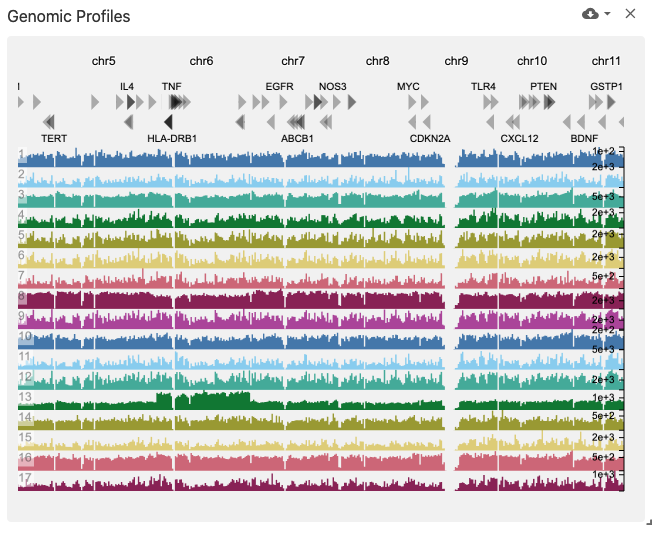 Genomic Profiles
chr5 chr6 chr7 chr8 chr9 chr10 chr11
IL4 TNF EGFR NOS3 MYC TLR4 PTEN GSTP1
TERT HLA-DRB1 ABCB1 CDKN2A CXCL12 BDNF
1 1e+2
2 2e+3
3
4 5e+3
5 2e+3
6 2e+3
7 2e+3
8 5e+2
9 2e+3
10 2e+3
11 2e+3
12 5e+3
13 2e+3
14 1e+3
15 5e+2
16 2e+3
17 5e+2
1e+3